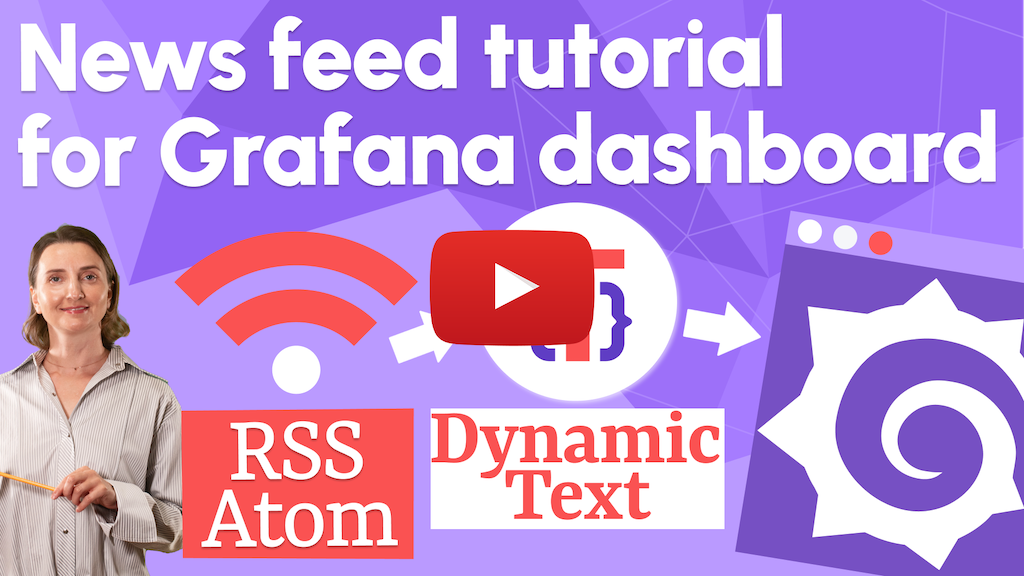 News feed tutorial
for Grafana dashboard
RSS
Atom
Dynamic
Text